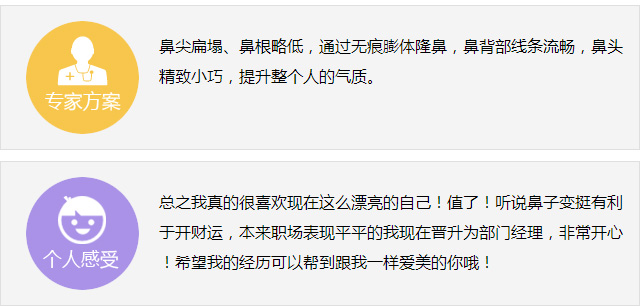 鼻尖扁塌、鼻根略低，通过无痕膨体隆鼻，鼻背部线条流畅，鼻头
精致小巧，提升整个人的气质。
专家方案
总之我真的很喜欢现在这么漂亮的自己！值了！听说鼻子变挺有利
于开财运，本来职场表现平平的我现在晋升为部门经理，非常开心
！希望我的经历可以帮到跟我一样爱美的你哦！
个人感受